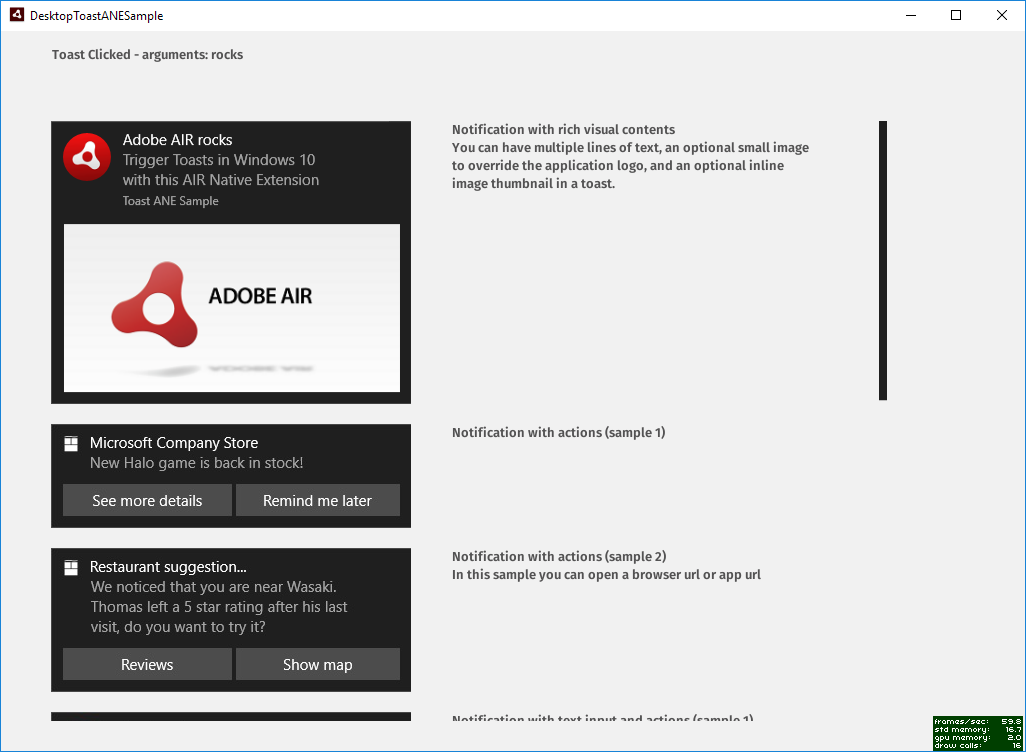 DesktopToastANESample
Toast Clicked - arguments: rocks
Adobe AIR rocks
Trigger Toasts in Windows 10
with this AIR Native Extension
Toast ANE Sample
ADOBE AIR
Notification with rich visual contents
You can have multiple lines of text, an optional small image
to override the application logo, and an optional inline
image thumbnail in a toast.
Microsoft Company Store
New Halo game is back in stock!
See more details
Remind me later
Notification with actions (sample 1)
Restaurant suggestion...
We noticed that you are near Wasaki.
Thomas left a 5 star rating after his last
visit, do you want to try it?
Reviews
Show map
Notification with actions (sample 2)
In this sample you can open a browser url or app url
Notification with text input and actions (sample 1)
frames/sec: 59.8
std memory: 16.7
gpu memory: 2.0
draw calls: 16